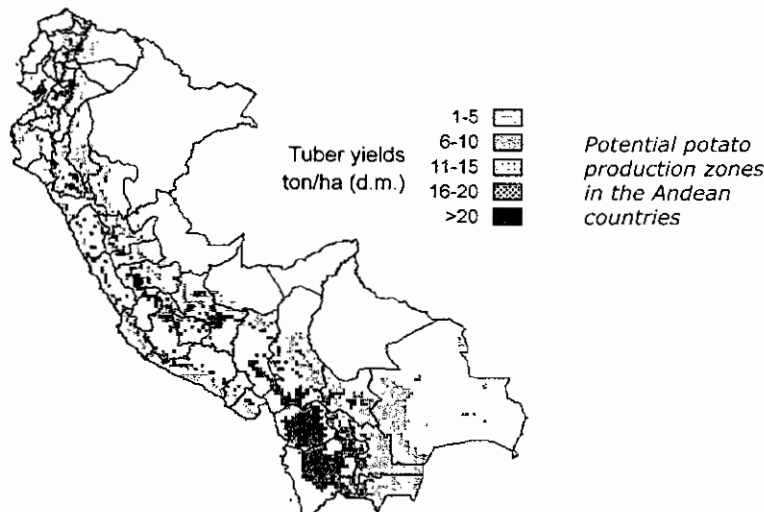 Tuber yields
ton/ha (d.m.)
1-5
6-10
11-15
16-20
>20
Potential potato
production zones
in the Andean
countries